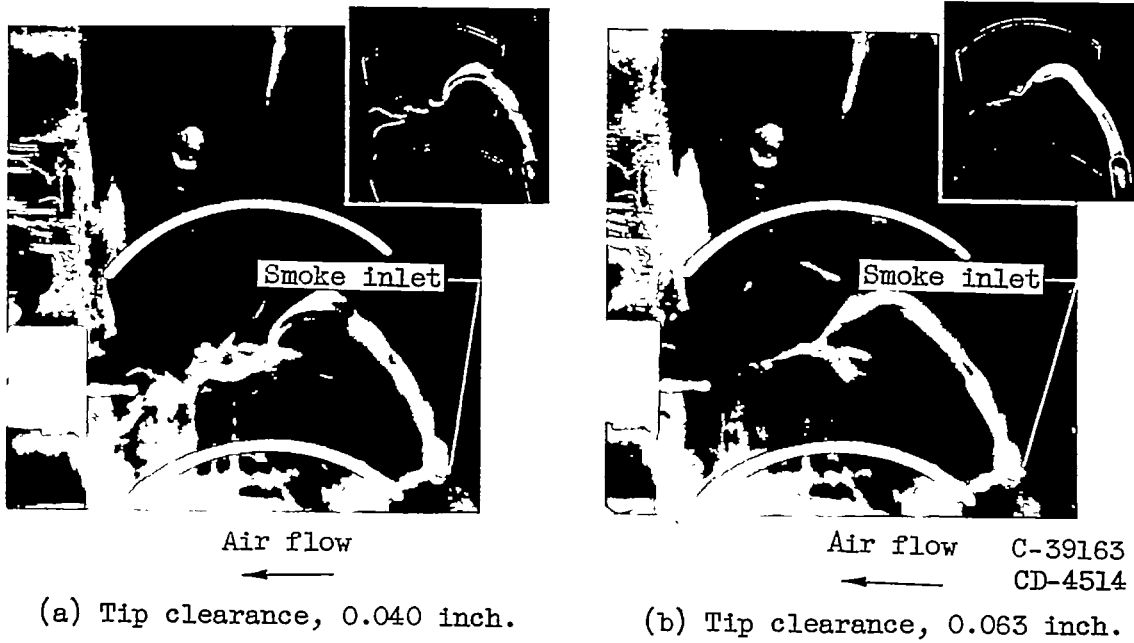 Smoke inlet
Smoke inlet
Air flow
Air flow
C-39163
CD-4514
(a) Tip clearance, 0.040 inch.
(b) Tip clearance, 0.063 inch.